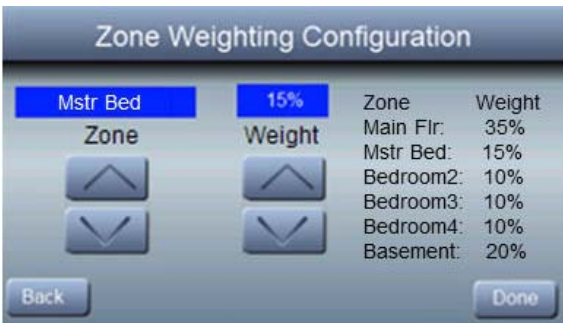 Zone Weighting Configuration
Mstr Bed
15%
Zone
Weight
Zone Weight
Main Flr: 35%
Mstr Bed: 15%
Bedroom2: 10%
Bedroom3: 10%
Bedroom4: 10%
Basement: 20%
Back
Done